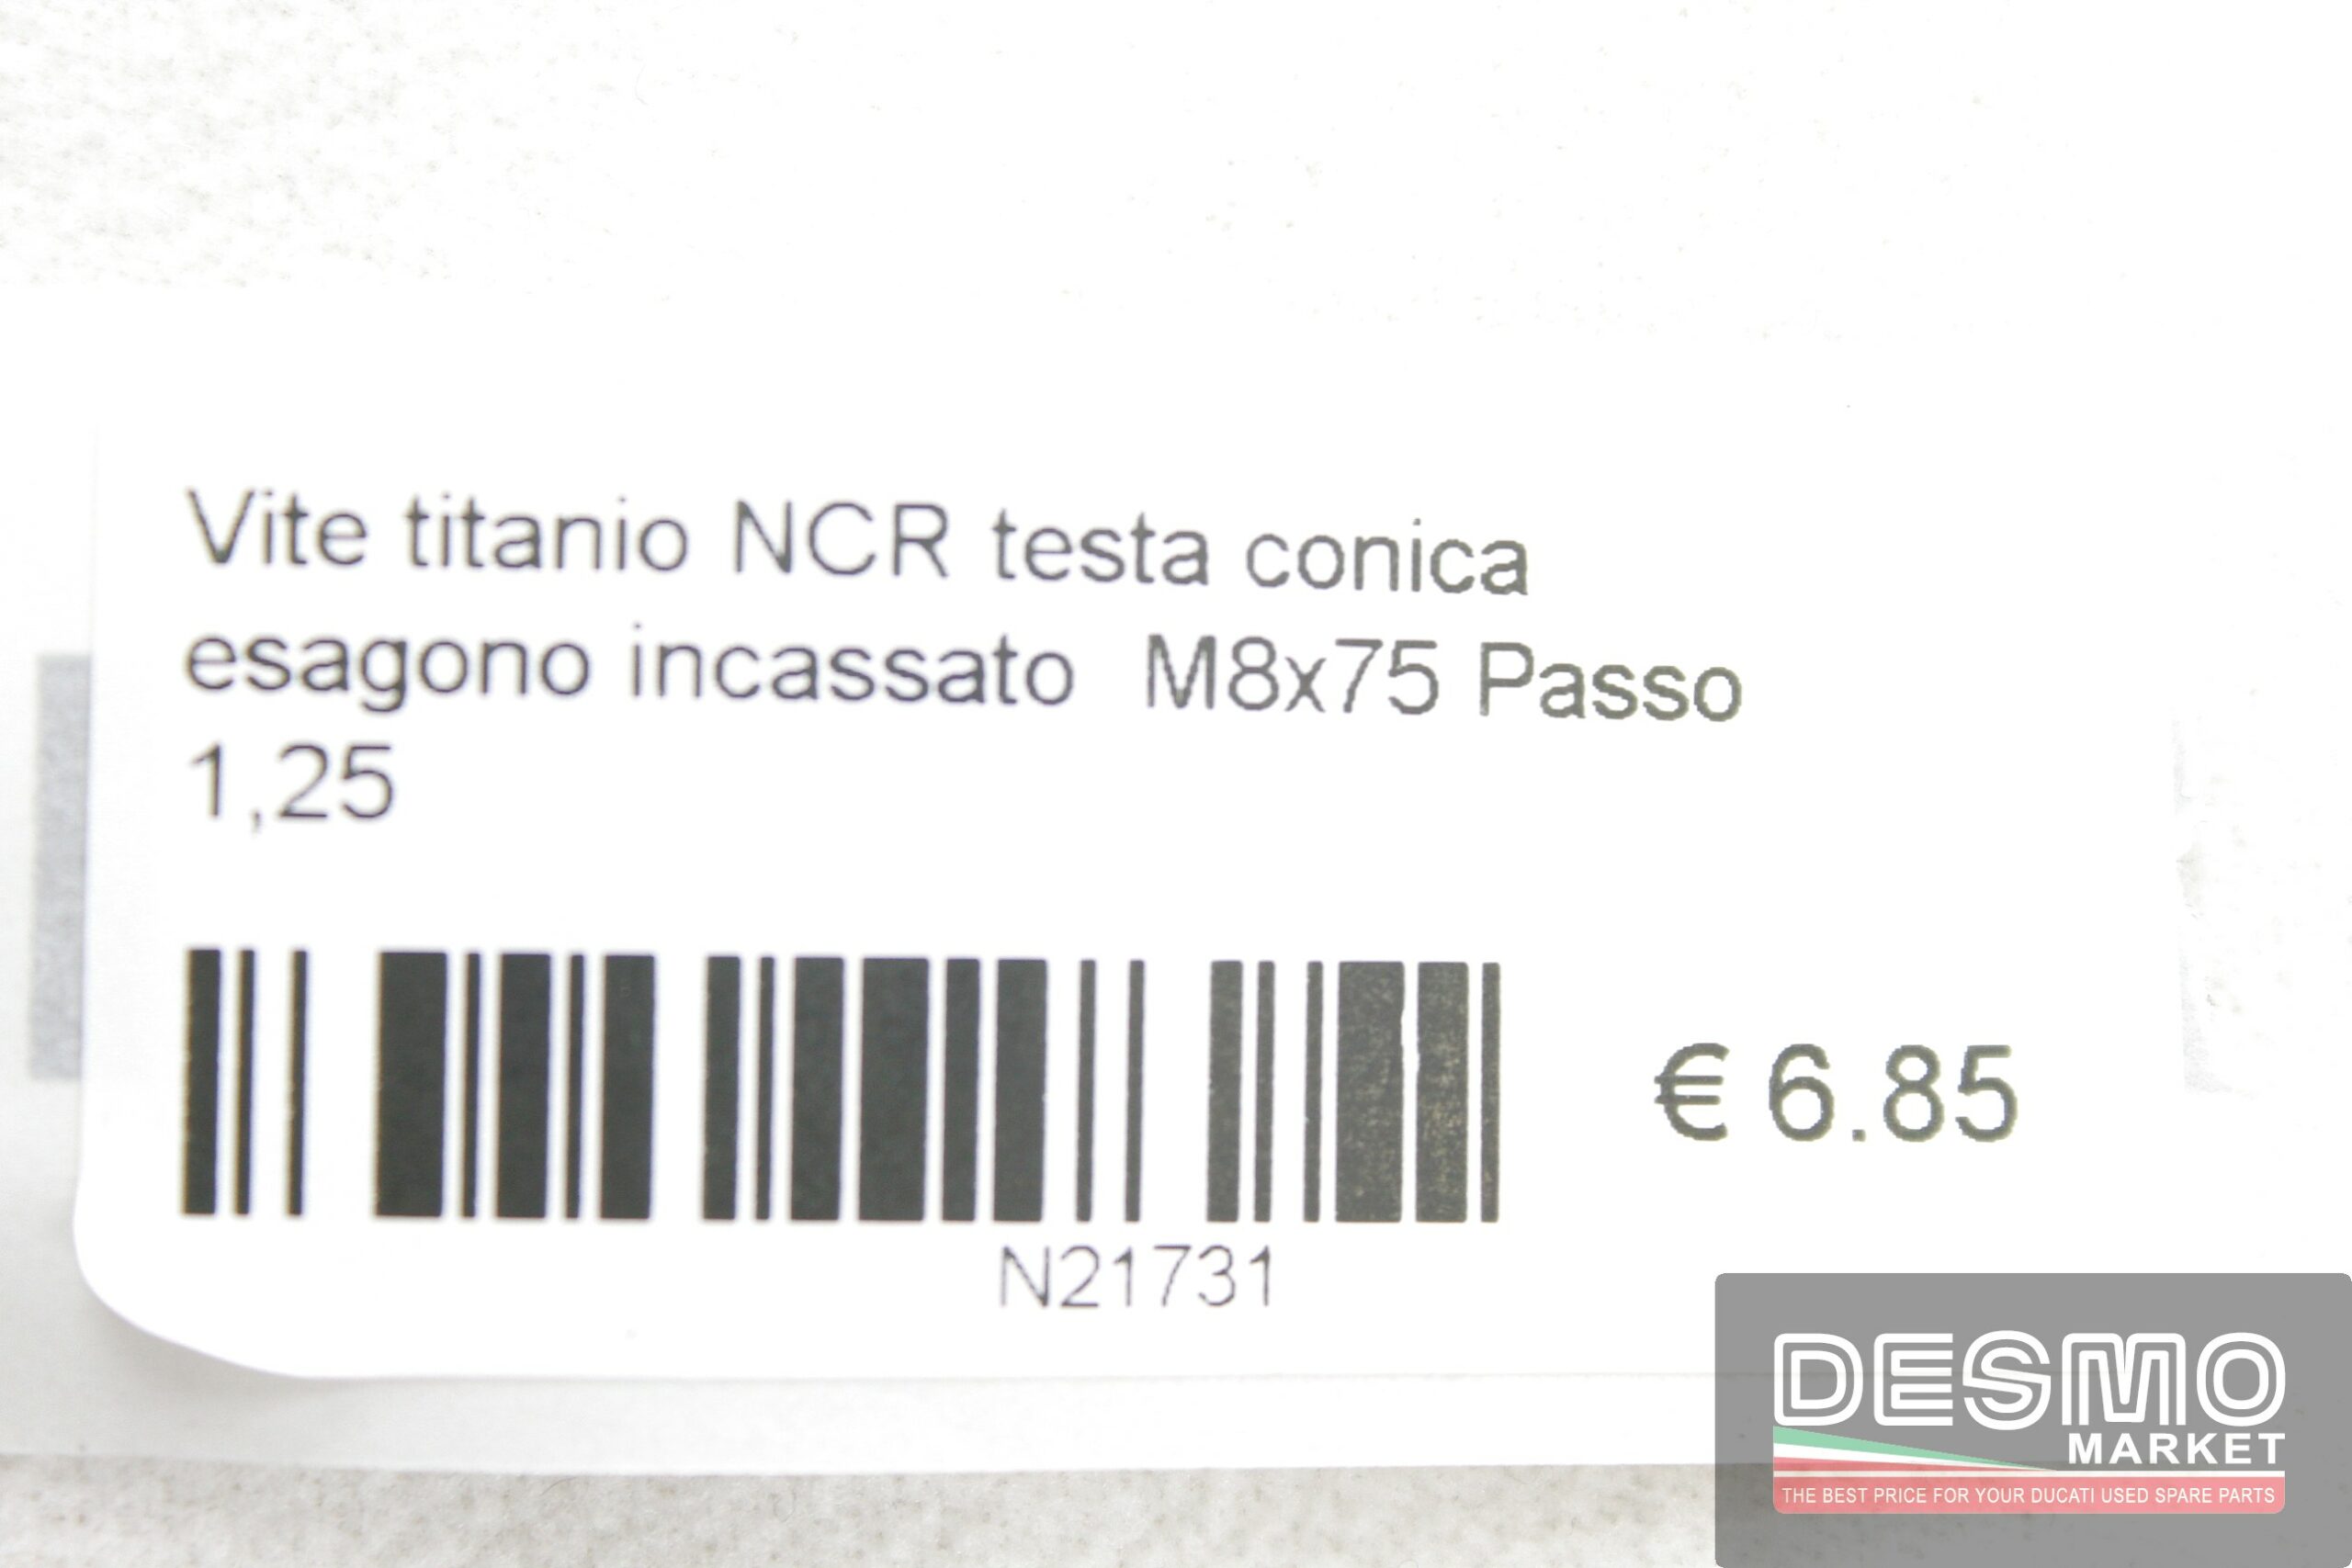 Vite titanio NCR testa conica
esagono incassato  M8x75 Passo
1,25
€ 6.85
N21731
DESMO
MARKET
THE BEST PRICE FOR YOUR DUCATI USED SPARE PARTS